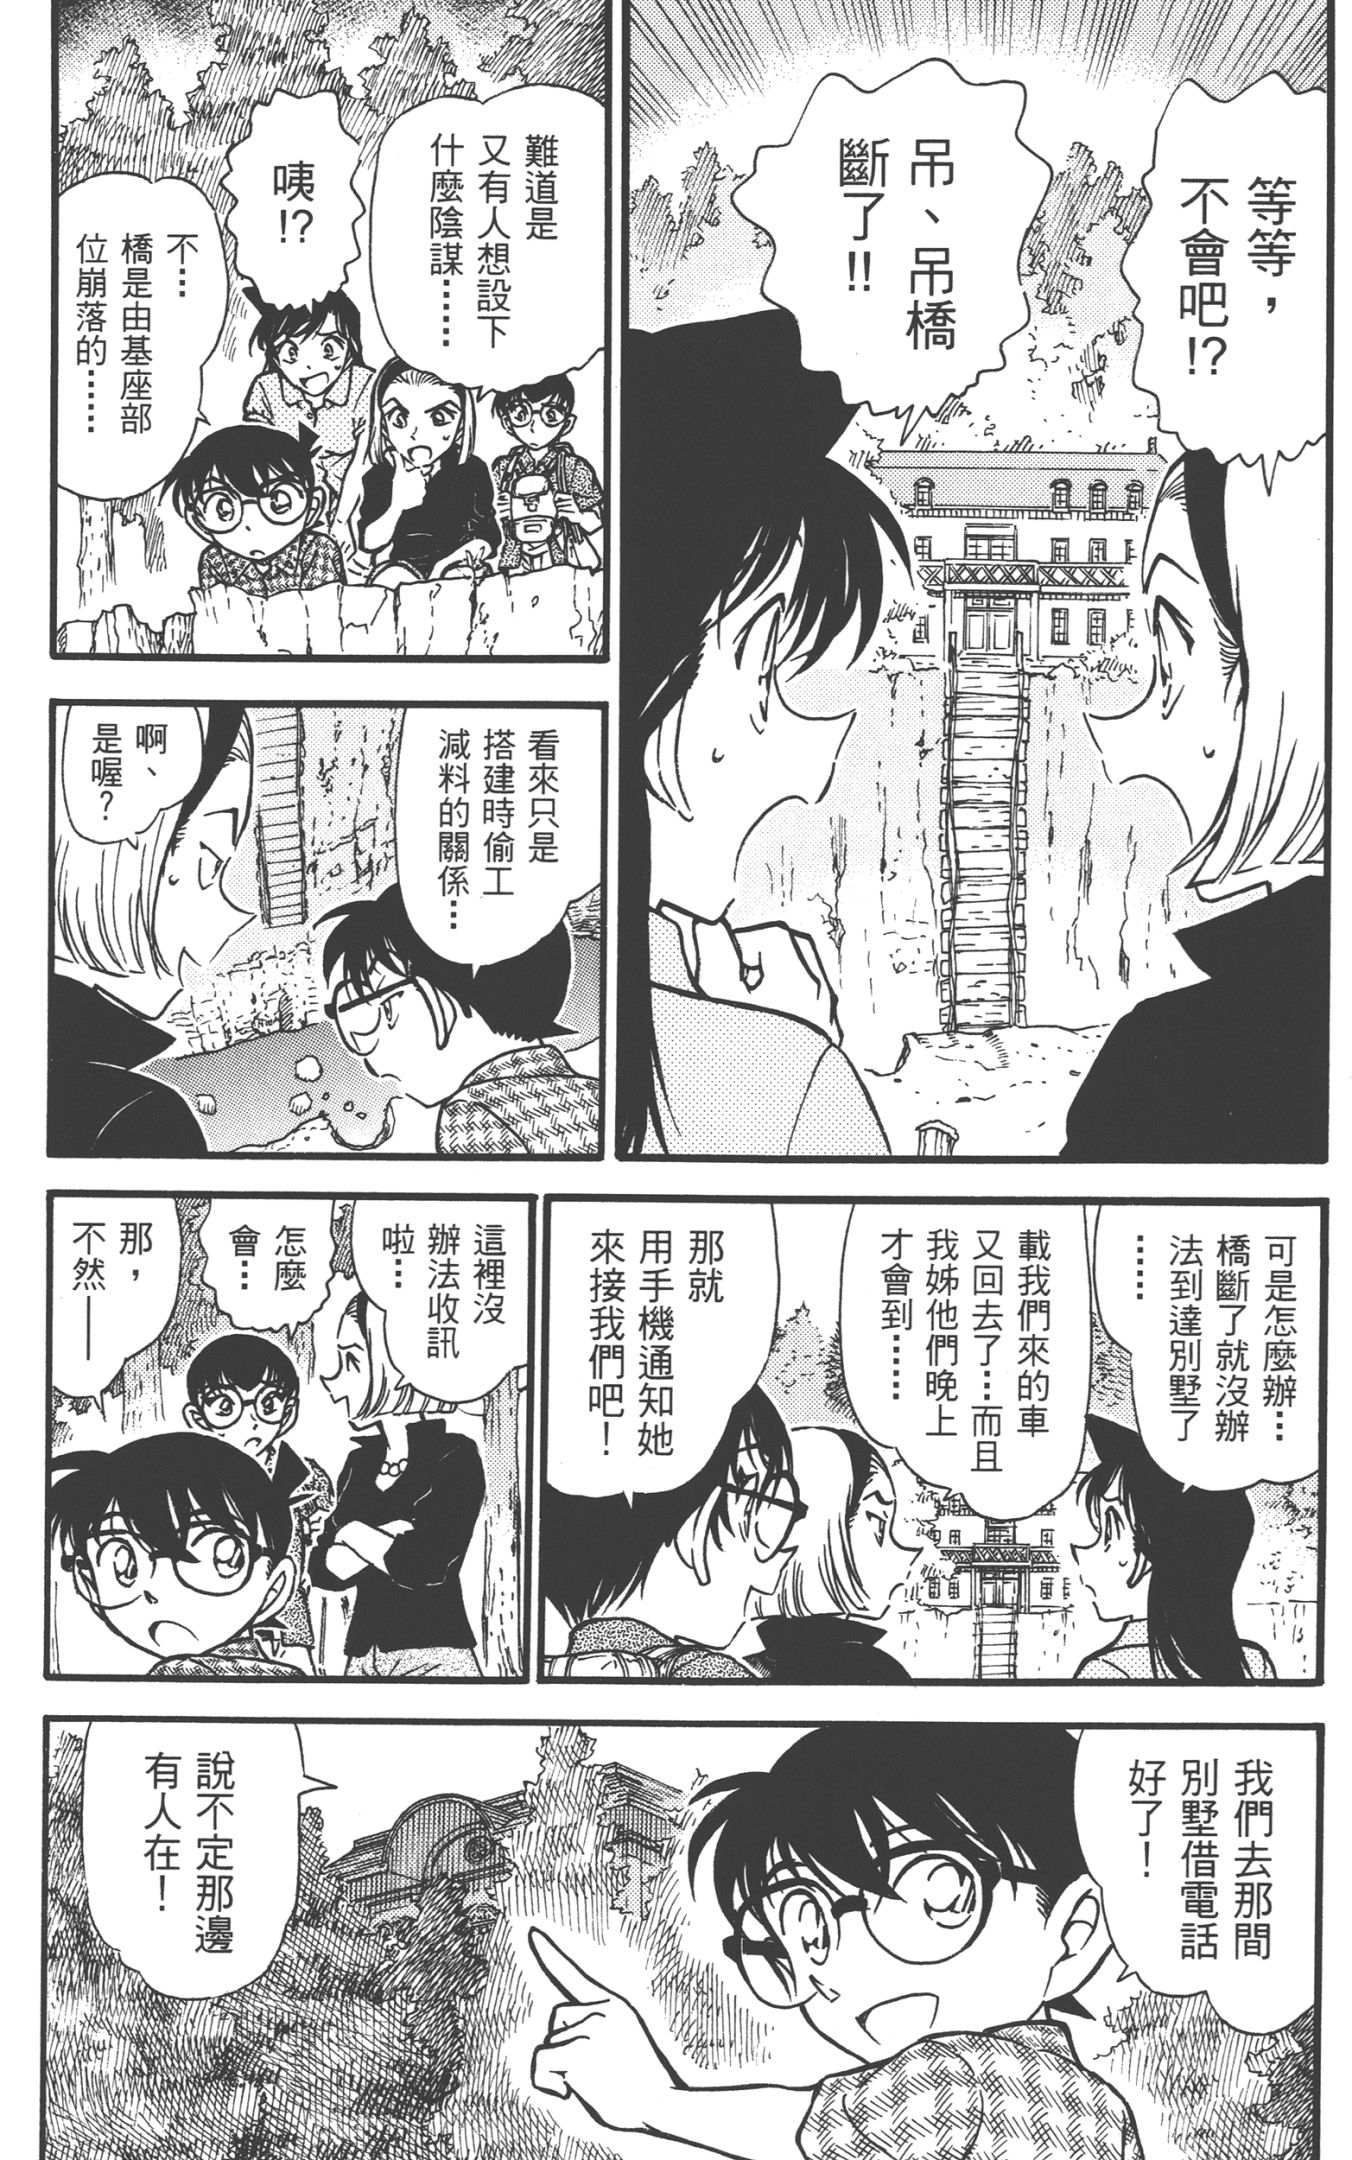 等等，
不會吧!?
吊、吊橋
斷了!!
難道是
又有人想設下
什麼陰謀……
咦!?
不…
橋是由基座部
位崩落的……
看來只是
搭建時偷工
減料的關係…
啊、
是喔？
可是怎麼辦…
橋斷了就沒辦
法到達別墅了
……
載我們來的車
又回去了…而且
我姊他們晚上
才會到……
那就
用手機通知她
來接我們吧！
這裡沒
辦法收訊
啦…
怎麼
會…
那，
不然——
我們去那間
別墅借電話
好了！
說不定那邊
有人在！